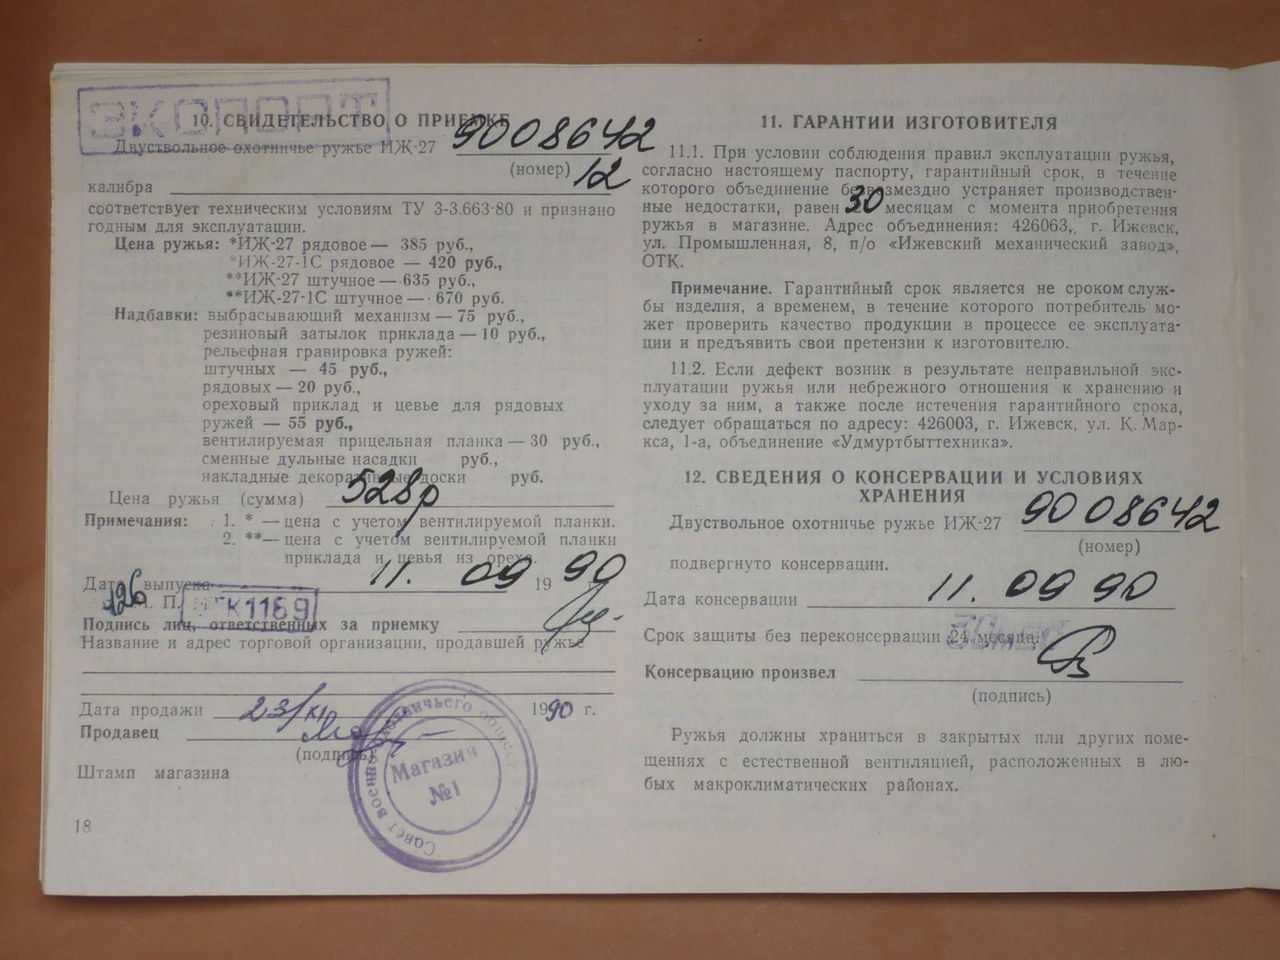 ЭКСПОРТ
10. СВИДЕТЕЛЬСТВО О ПРИЕМКЕ
Двуствольное охотничье ружье ИЖ-27 9008642
(номер)
калибра 12
соответствует техническим условиям ТУ 3-3.663-80 и признано
годным для эксплуатации.
Цена ружья: *ИЖ-27 рядовое — 385 руб.,
*ИЖ-27-1С рядовое — 420 руб.,
**ИЖ-27 штучное — 635 руб.,
**ИЖ-27-1С штучное — 670 руб.
Надбавки: выбрасывающий механизм — 75 руб.,
резиновый затылок приклада — 10 руб.,
рельефная гравировка ружей:
штучных — 45 руб.,
рядовых — 20 руб.,
ореховый приклад и цевье для рядовых
ружей — 55 руб.,
вентилируемая прицельная планка — 30 руб.,
сменные дульные насадки руб.,
накладные декоративные доски руб.
Цена ружья (сумма) 528р
Примечания: 1. * — цена с учетом вентилируемой планки.
2. ** — цена с учетом вентилируемой планки
приклада и цевья из ореха.
Дата выпуска 11. 09 1990 г.
126 М. П. ОТК1189
Подпись лиц, ответственных за приемку
Название и адрес торговой организации, продавшей ружье
Дата продажи 23/XI 1990 г.
Продавец
(подпись)
Штамп магазина
Совет военно-охотничьего общества
Магазин
№1
18
11. ГАРАНТИИ ИЗГОТОВИТЕЛЯ
11.1. При условии соблюдения правил эксплуатации ружья,
согласно настоящему паспорту, гарантийный срок, в течение
которого объединение безвозмездно устраняет производствен-
ные недостатки, равен 30 месяцам с момента приобретения
ружья в магазине. Адрес объединения: 426063, г. Ижевск,
ул. Промышленная, 8, п/о «Ижевский механический завод»,
ОТК.
Примечание. Гарантийный срок является не сроком служ-
бы изделия, а временем, в течение которого потребитель мо-
жет проверить качество продукции в процессе ее эксплуата-
ции и предъявить свои претензии к изготовителю.
11.2. Если дефект возник в результате неправильной экс-
плуатации ружья или небрежного отношения к хранению и
уходу за ним, а также после истечения гарантийного срока,
следует обращаться по адресу: 426003, г. Ижевск, ул. К. Мар-
кса, 1-а, объединение «Удмуртбыттехника».
12. СВЕДЕНИЯ О КОНСЕРВАЦИИ И УСЛОВИЯХ
ХРАНЕНИЯ
Двуствольное охотничье ружье ИЖ-27 9008642
(номер)
подвергнуто консервации.
Дата консервации 11. 09 90
Срок защиты без переконсервации 24 месяца.
Консервацию произвел
(подпись)
Ружья должны храниться в закрытых или других поме-
щениях с естественной вентиляцией, расположенных в лю-
бых макроклиматических районах.